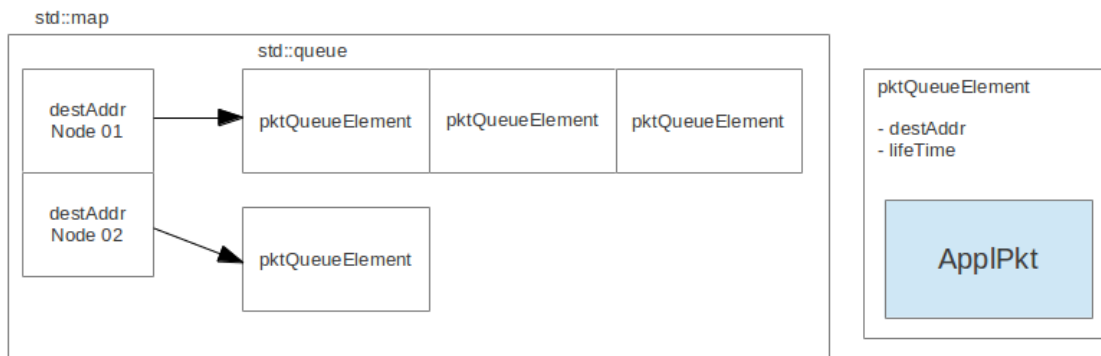 std::map
std::queue
destAddr
Node 01
pktQueueElement
pktQueueElement
pktQueueElement
destAddr
Node 02
pktQueueElement
pktQueueElement
- destAddr
- lifeTime
ApplPkt